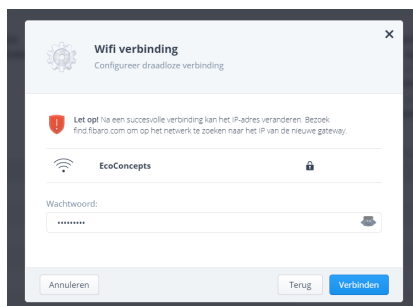 Wifi verbinding
Configureer draadloze verbinding
Let op! Na een succesvolle verbinding kan het IP-adres veranderen. Bezoek
find.fibaro.com om op het netwerk te zoeken naar het IP van de nieuwe gateway.
EcoConcepts
Wachtwoord:
•••••••••
Annuleren
Terug
Verbinden